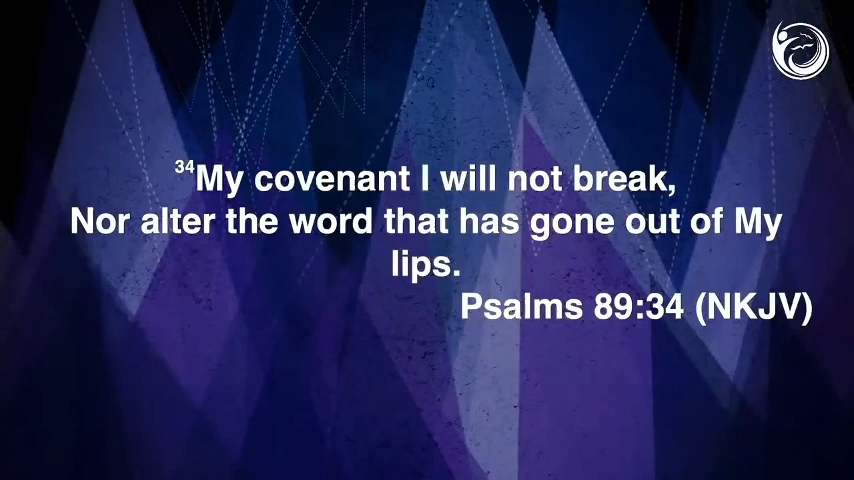 34My covenant I will not break,
Nor alter the word that has gone out of My
lips.
Psalms 89:34 (NKJV)